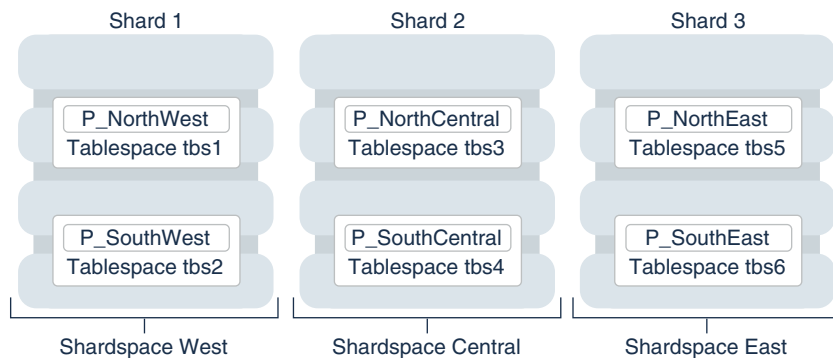 Shard 1
P_NorthWest
Tablespace tbs1
P_SouthWest
Tablespace tbs2
Shardspace West
Shard 2
P_NorthCentral
Tablespace tbs3
P_SouthCentral
Tablespace tbs4
Shardspace Central
Shard 3
P_NorthEast
Tablespace tbs5
P_SouthEast
Tablespace tbs6
Shardspace East